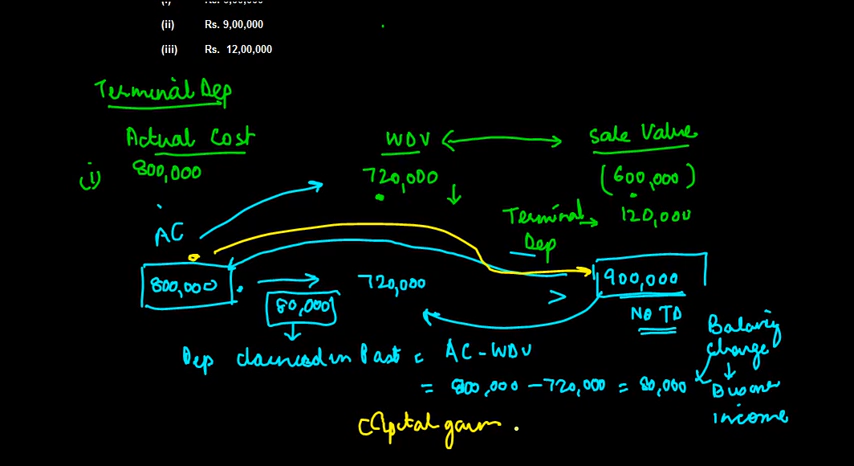 (ii) Rs. 9,00,000
(iii) Rs. 12,00,000
Terminal Dep
Actual Cost WDV Sale Value
(i) 800,000 720,000 (600,000)
Terminal Dep 120,000
AC
800,000 720,000 > 900,000
80,000 NO TD
Dep claimed in Past = AC - WDV
= 800,000 - 720,000 = 80,000
Balancing
Charge
Business
income
Capital gain.